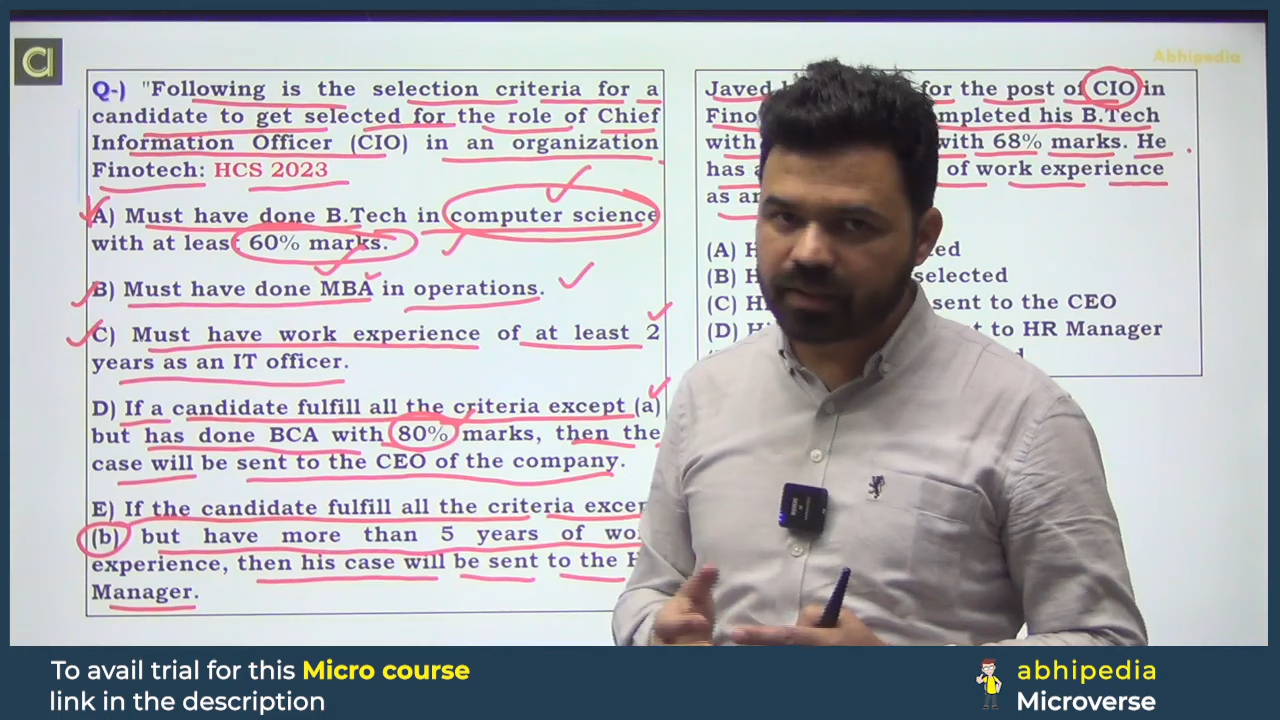 CI
Abhipedia
Q-) "Following is the selection criteria for a
candidate to get selected for the role of Chief
Information Officer (CIO) in an organization
Finotech: HCS 2023
A) Must have done B.Tech in computer science
with at least 60% marks.
B) Must have done MBA in operations.
C) Must have work experience of at least 2
years as an IT officer.
D) If a candidate fulfill all the criteria except (a)
but has done BCA with 80% marks, then the
case will be sent to the CEO of the company.
E) If the candidate fulfill all the criteria
(b) but have more than 5 years of
experience, then his case will be sent to the
Manager.
Javed for the post of CIO in
his B.Tech
with with 68% marks. He
has of work experience
as
(A)
(B) selected
(C) sent to the CEO
(D) to HR Manager
To avail trial for this Micro course
link in the description
abhipedia
Microverse